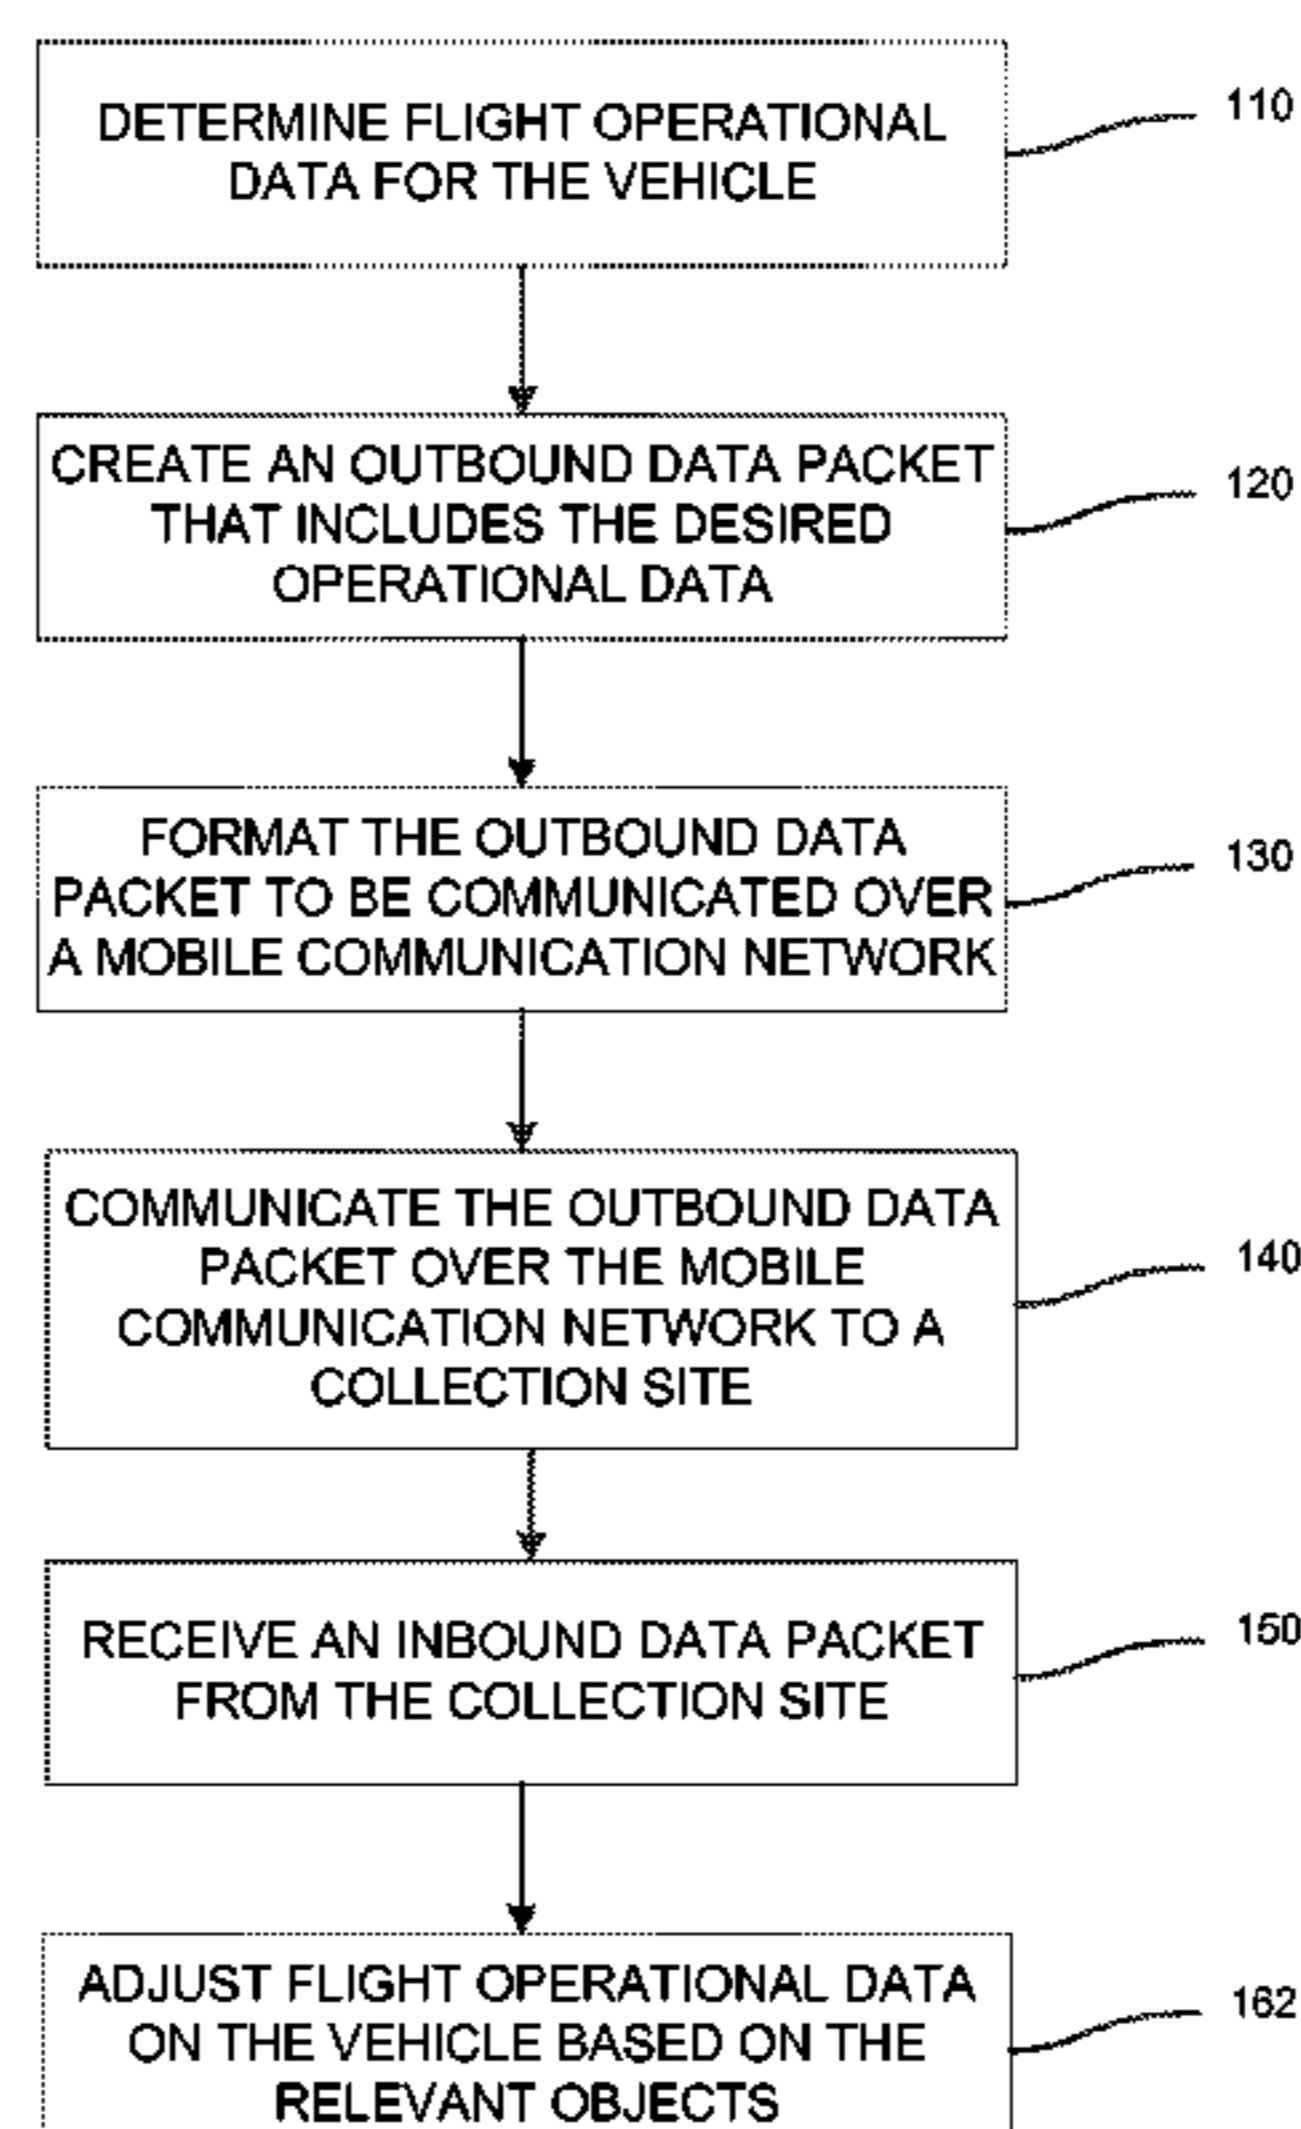 DETERMINE FLIGHT OPERATIONAL
DATA FOR THE VEHICLE
110
CREATE AN OUTBOUND DATA PACKET
THAT INCLUDES THE DESIRED
OPERATIONAL DATA
120
FORMAT THE OUTBOUND DATA
PACKET TO BE COMMUNICATED OVER
A MOBILE COMMUNICATION NETWORK
130
COMMUNICATE THE OUTBOUND DATA
PACKET OVER THE MOBILE
COMMUNICATION NETWORK TO A
COLLECTION SITE
140
RECEIVE AN INBOUND DATA PACKET
FROM THE COLLECTION SITE
150
ADJUST FLIGHT OPERATIONAL DATA
ON THE VEHICLE BASED ON THE
RELEVANT OBJECTS
162